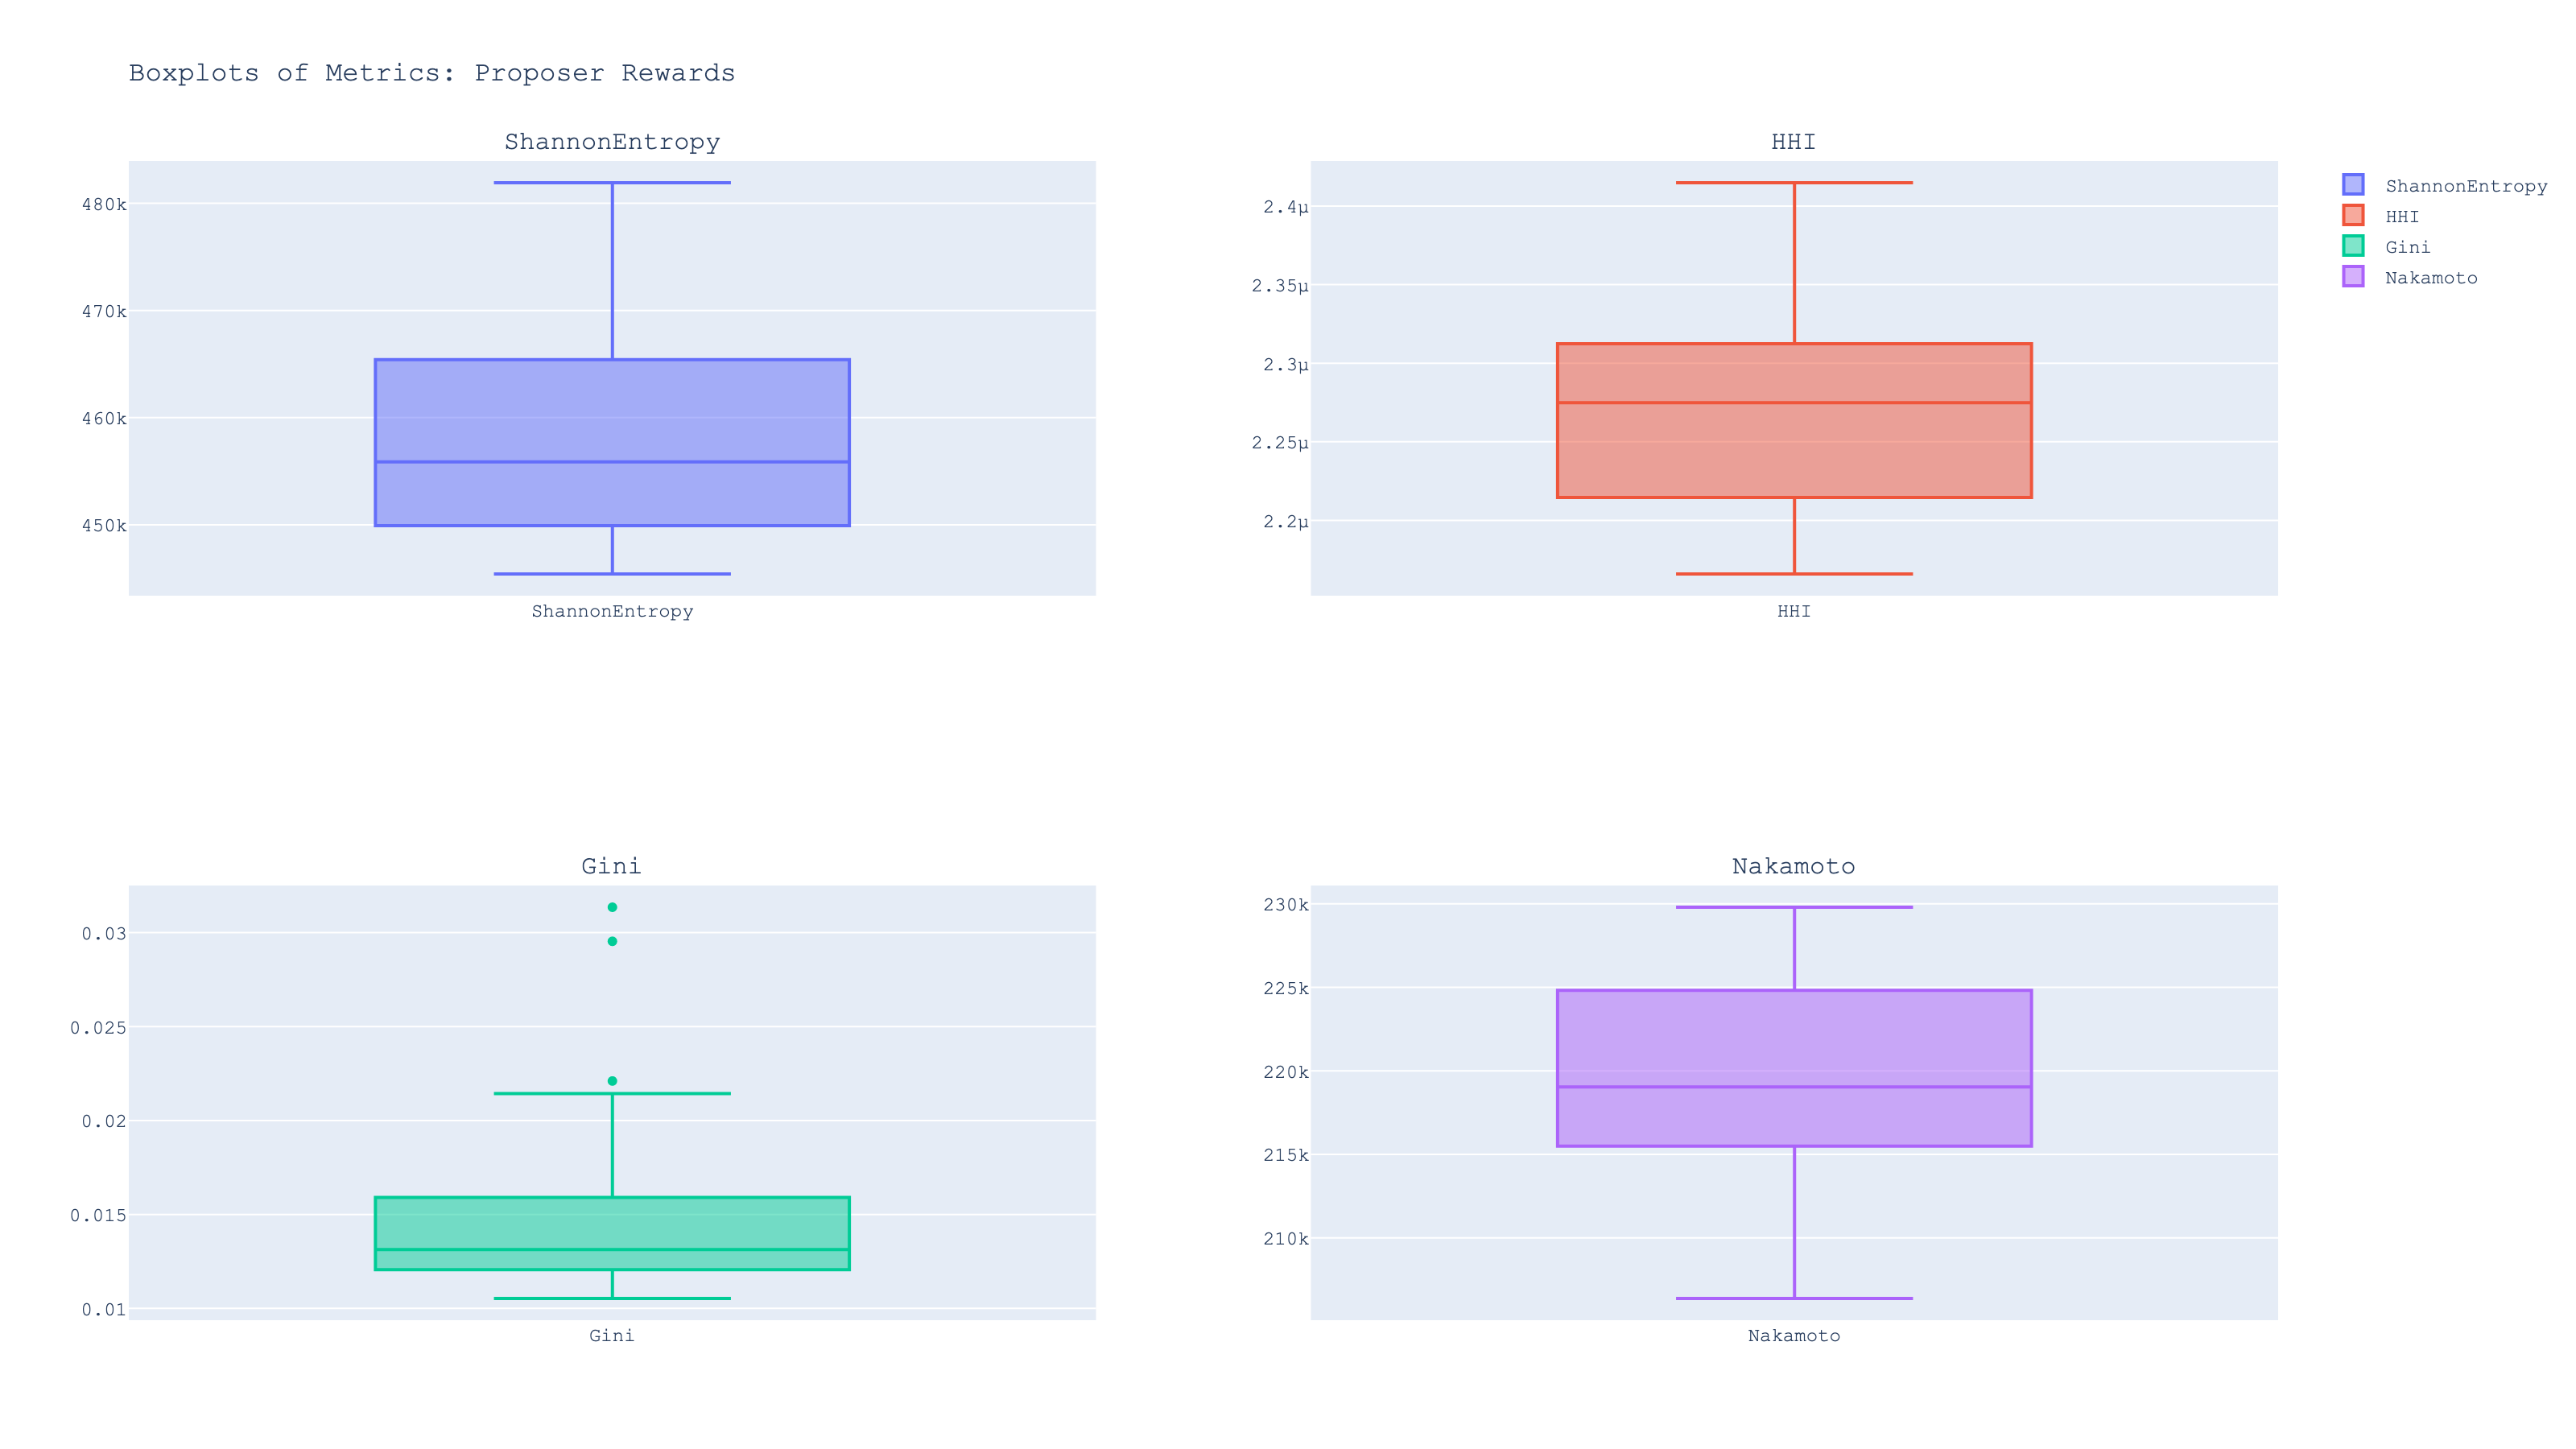 Boxplots of Metrics: Proposer Rewards
ShannonEntropy
480k
470k
460k
450k
ShannonEntropy
HHI
2.4μ
2.35μ
2.3μ
2.25μ
2.2μ
HHI
ShannonEntropy
HHI
Gini
Nakamoto
Gini
0.03
0.025
0.02
0.015
0.01
Gini
Nakamoto
230k
225k
220k
215k
210k
Nakamoto